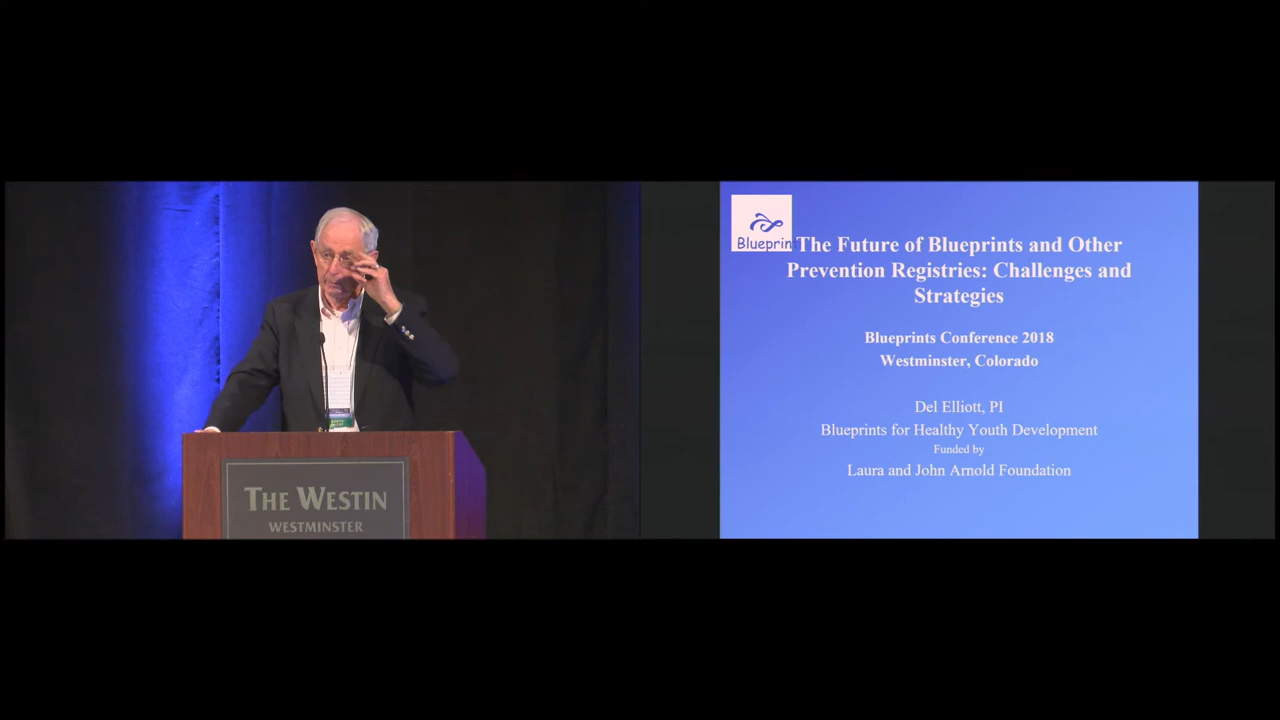 THE WESTIN
WESTMINSTER
Blueprint
The Future of Blueprints and Other
Prevention Registries: Challenges and
Strategies
Blueprints Conference 2018
Westminster, Colorado
Del Elliott, PI
Blueprints for Healthy Youth Development
Funded by
Laura and John Arnold Foundation